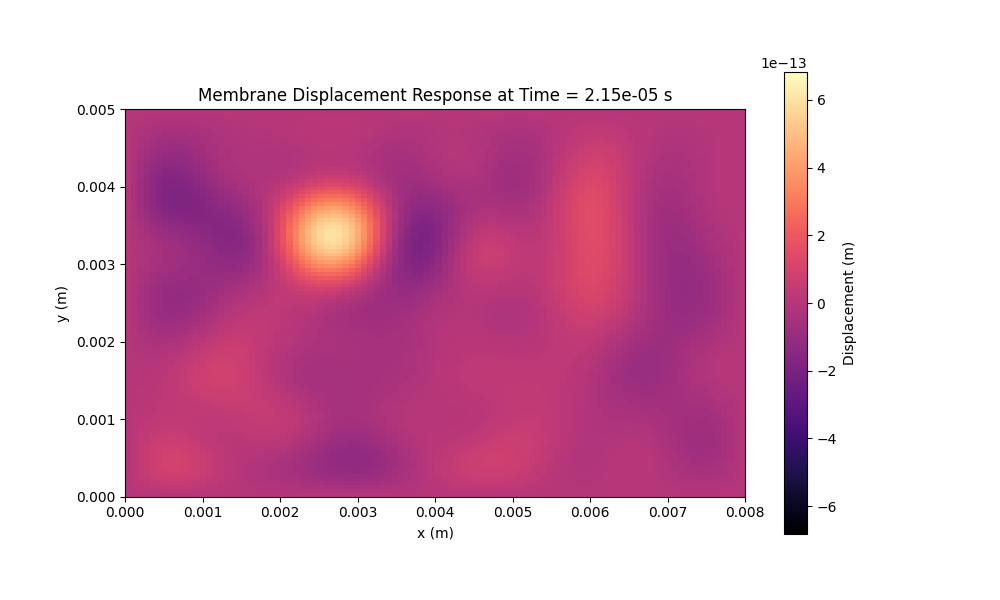 1e−13
Membrane Displacement Response at Time = 2.15e-05 s
0.005
0.004
0.003
0.002
0.001
0.000
y (m)
0.000 0.001 0.002 0.003 0.004 0.005 0.006 0.007 0.008
x (m)
6
4
2
0
−2
−4
−6
Displacement (m)